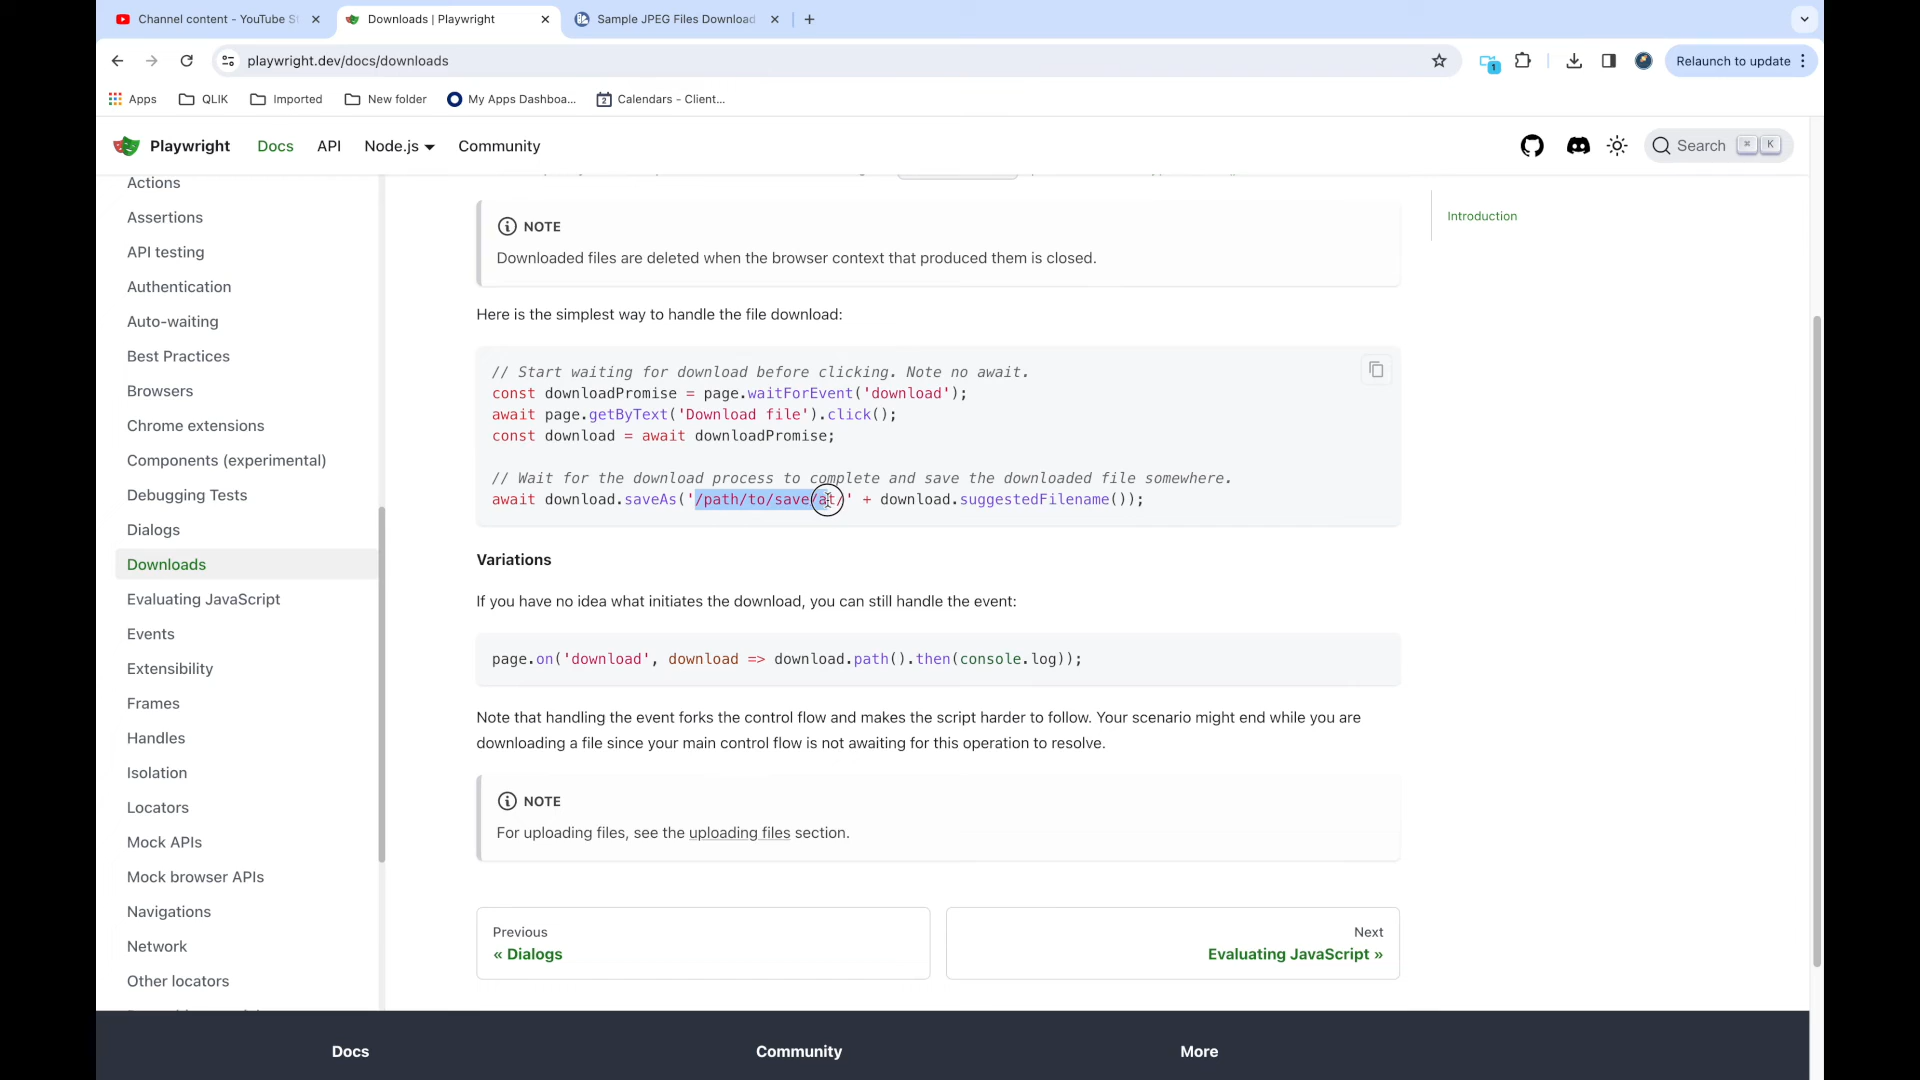 Channel content - YouTube S
Downloads | Playwright
Sample JPEG Files Download
playwright.dev/docs/downloads
1
Relaunch to update
Apps
QLIK
Imported
New folder
My Apps Dashboa...
2
Calendars - Client...
Playwright
Docs
API
Node.js
Community
Search
⌘ K
Actions
Assertions
API testing
Authentication
Auto-waiting
Best Practices
Browsers
Chrome extensions
Components (experimental)
Debugging Tests
Dialogs
Downloads
Evaluating JavaScript
Events
Extensibility
Frames
Handles
Isolation
Locators
Mock APIs
Mock browser APIs
Navigations
Network
Other locators
NOTE
Downloaded files are deleted when the browser context that produced them is closed.
Here is the simplest way to handle the file download:
// Start waiting for download before clicking. Note no await.
const downloadPromise = page.waitForEvent('download');
await page.getByText('Download file').click();
const download = await downloadPromise;
// Wait for the download process to complete and save the downloaded file somewhere.
await download.saveAs('/path/to/save/at/' + download.suggestedFilename());
Variations
If you have no idea what initiates the download, you can still handle the event:
page.on('download', download => download.path().then(console.log));
Note that handling the event forks the control flow and makes the script harder to follow. Your scenario might end while you are
downloading a file since your main control flow is not awaiting for this operation to resolve.
NOTE
For uploading files, see the uploading files section.
Previous
« Dialogs
Next
Evaluating JavaScript »
Introduction
Docs
Community
More